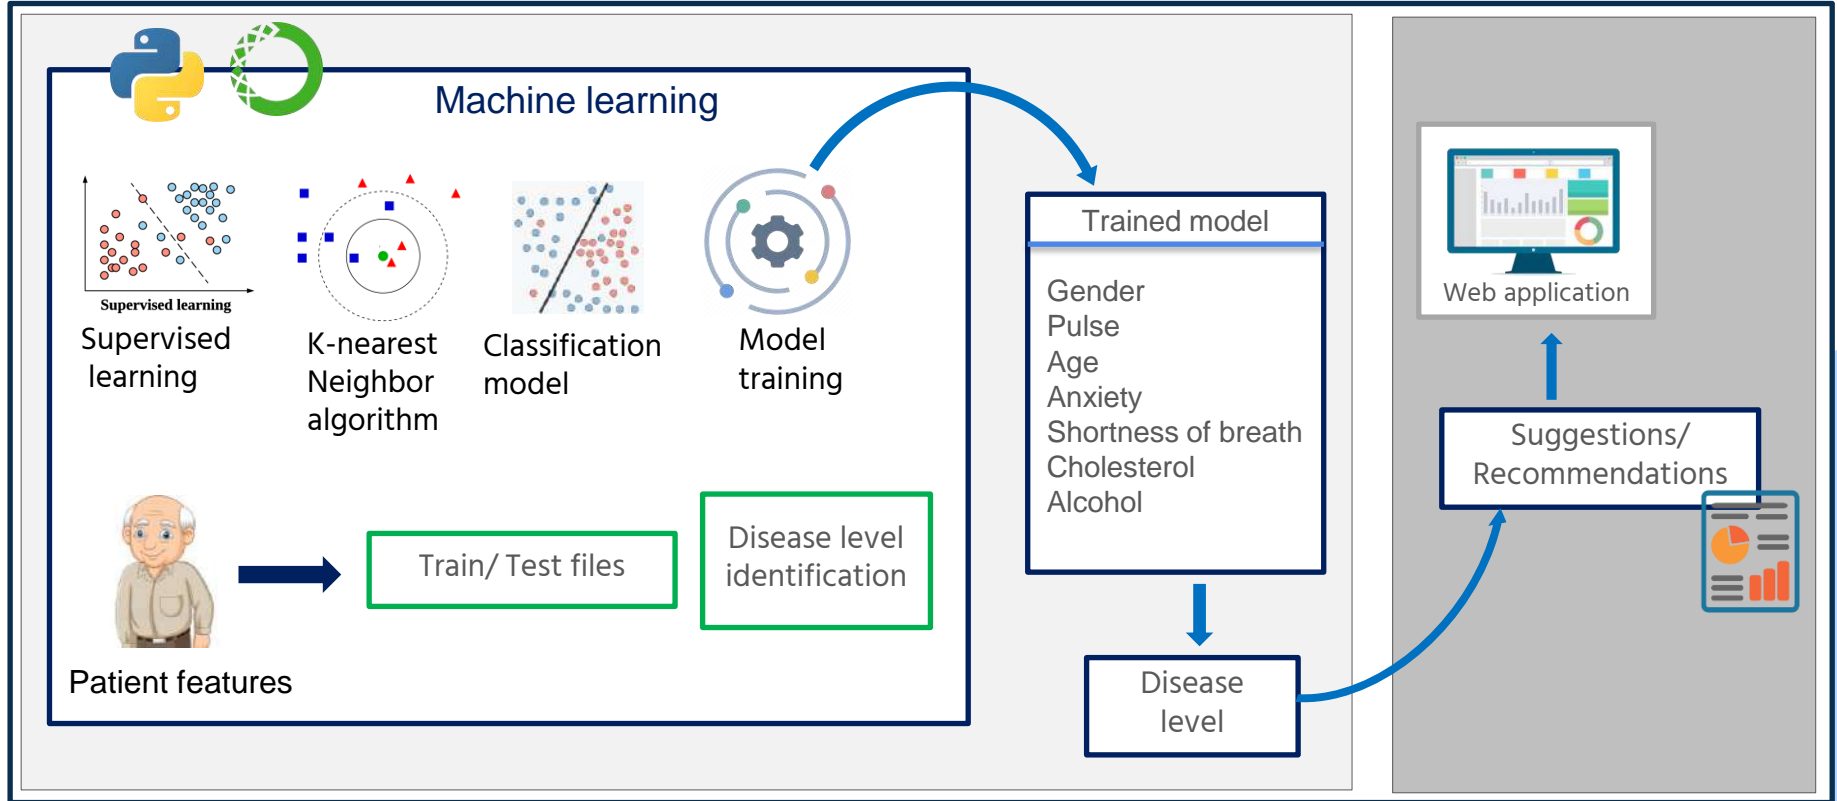 Machine learning
Supervised learning
Supervised
learning
K-nearest
Neighbor
algorithm
Classification
model
Model
training
Patient features
Train/ Test files
Disease level
identification
Trained model
Gender
Pulse
Age
Anxiety
Shortness of breath
Cholesterol
Alcohol
Disease
level
Suggestions/
Recommendations
Web application